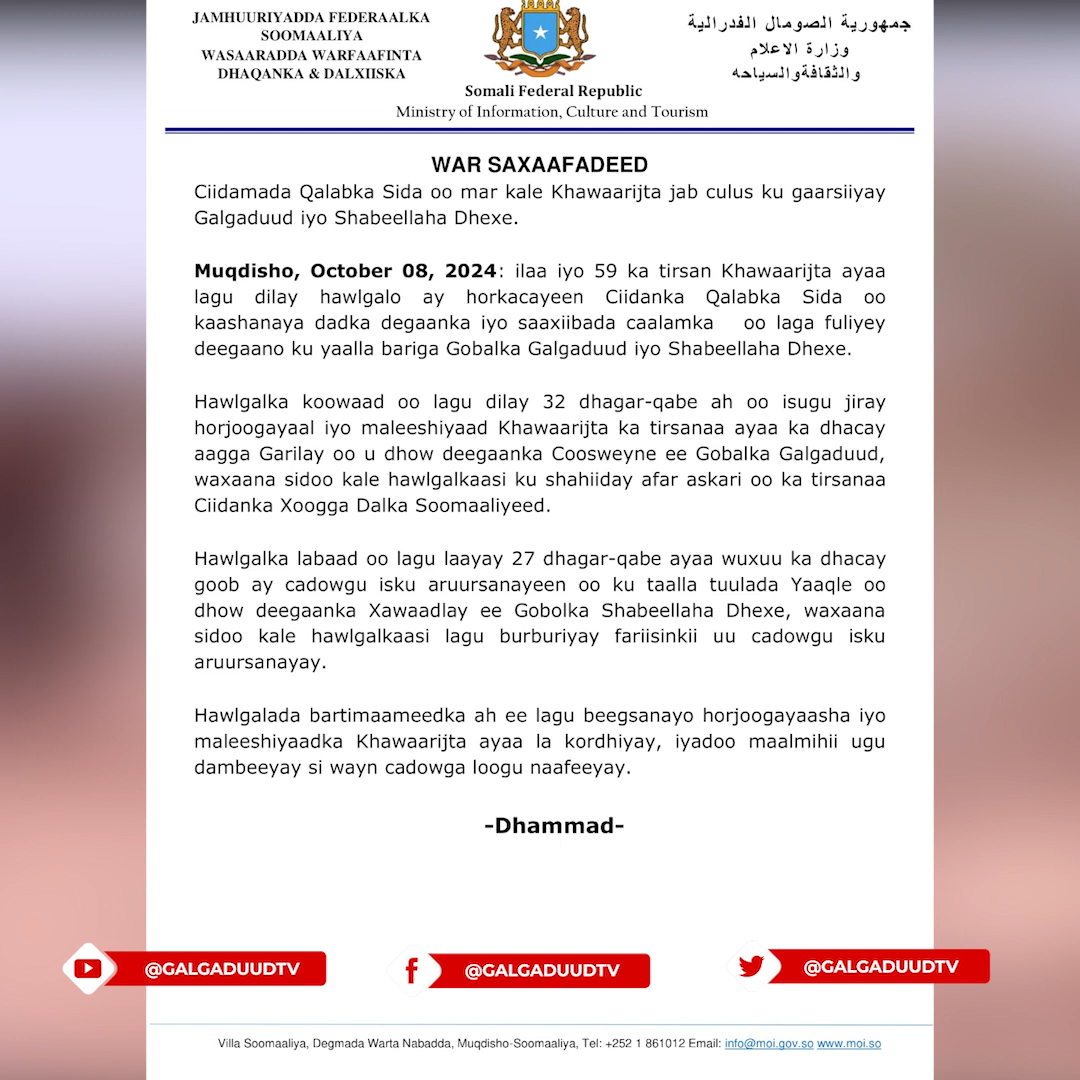 JAMHUURIYADDA FEDERAALKA
SOOMAALIYA
WASAARADDA WARFAAFINTA
DHAQANKA & DALXIISKA
جمهورية الصومال الفدرالية
وزارة الاعلام
والثقافةوالسياحه
Somali Federal Republic
Ministry of Information, Culture and Tourism
WAR SAXAAFADEED
Ciidamada Qalabka Sida oo mar kale Khawaarijta jab culus ku gaarsiiyay
Galgaduud iyo Shabeellaha Dhexe.
Muqdisho, October 08, 2024: ilaa iyo 59 ka tirsan Khawaarijta ayaa
lagu dilay hawlgalo ay horkacayeen Ciidanka Qalabka Sida oo
kaashanaya dadka degaanka iyo saaxiibada caalamka oo laga fuliyey
deegaano ku yaalla bariga Gobalka Galgaduud iyo Shabeellaha Dhexe.
Hawlgalka koowaad oo lagu dilay 32 dhagar-qabe ah oo isugu jiray
horjoogayaal iyo maleeshiyaad Khawaarijta ka tirsanaa ayaa ka dhacay
aagga Garilay oo u dhow deegaanka Coosweyne ee Gobalka Galgaduud,
waxaana sidoo kale hawlgalkaasi ku shahiiday afar askari oo ka tirsanaa
Ciidanka Xoogga Dalka Soomaaliyeed.
Hawlgalka labaad oo lagu laayay 27 dhagar-qabe ayaa wuxuu ka dhacay
goob ay cadowgu isku aruursanayeen oo ku taalla tuulada Yaaqle oo
dhow deegaanka Xawaadlay ee Gobolka Shabeellaha Dhexe, waxaana
sidoo kale hawlgalkaasi lagu burburiyay fariisinkii uu cadowgu isku
aruursanayay.
Hawlgalada bartimaameedka ah ee lagu beegsanayo horjoogayaasha iyo
maleeshiyaadka Khawaarijta ayaa la kordhiyay, iyadoo maalmihii ugu
dambeeyay si wayn cadowga loogu naafeeyay.
-Dhammad-
@GALGADUUDTV
@GALGADUUDTV
@GALGADUUDTV
Villa Soomaaliya, Degmada Warta Nabadda, Muqdisho-Soomaaliya, Tel: +252 1 861012 Email: info@moi.gov.so www.moi.so